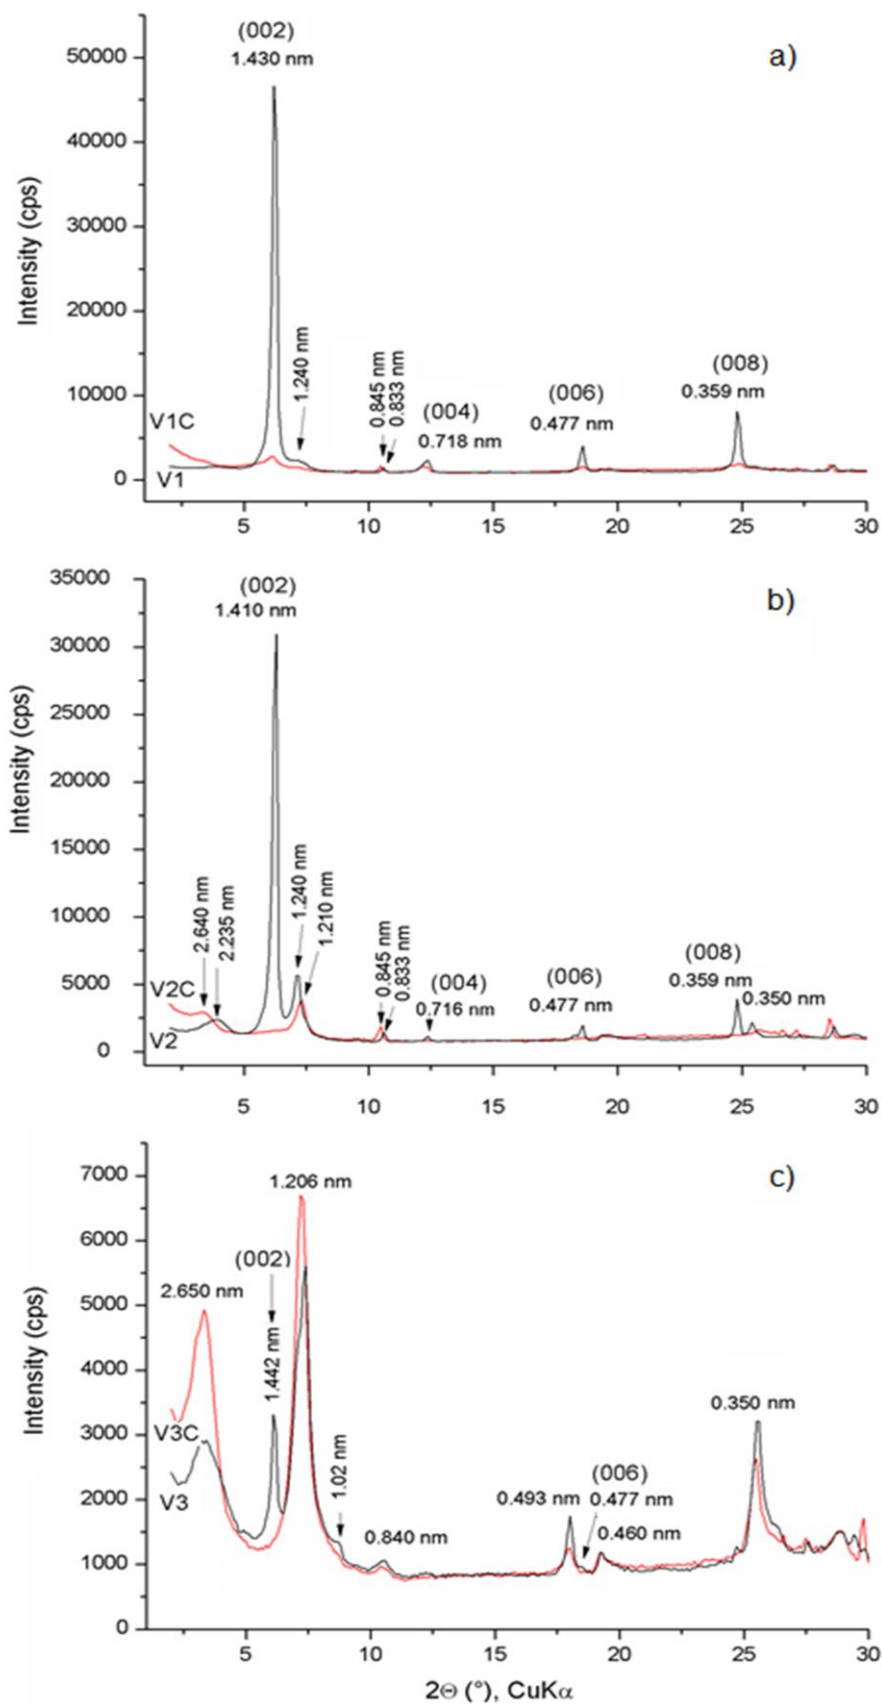 (002)
1.430 nm
a)
50000
40000
30000
20000
10000
0
Intensity (cps)
1.240 nm
0.845 nm
0.833 nm
(004)
0.718 nm
(006)
0.477 nm
(008)
0.359 nm
V1C
V1
5 10 15 20 25 30
35000
30000
25000
20000
15000
10000
5000
0
Intensity (cps)
(002)
1.410 nm
b)
2.640 nm
2.235 nm
1.240 nm
1.210 nm
0.845 nm
0.833 nm
(004)
0.716 nm
(006)
0.477 nm
(008)
0.359 nm
0.350 nm
V2C
V2
5 10 15 20 25 30
7000
6000
5000
4000
3000
2000
1000
0
Intensity (cps)
1.206 nm
c)
(002)
2.650 nm
1.442 nm
V3C
V3
1.02 nm
0.840 nm
0.493 nm
(006)
0.477 nm
0.460 nm
0.350 nm
5 10 15 20 25 30
2Θ (°), CuKα